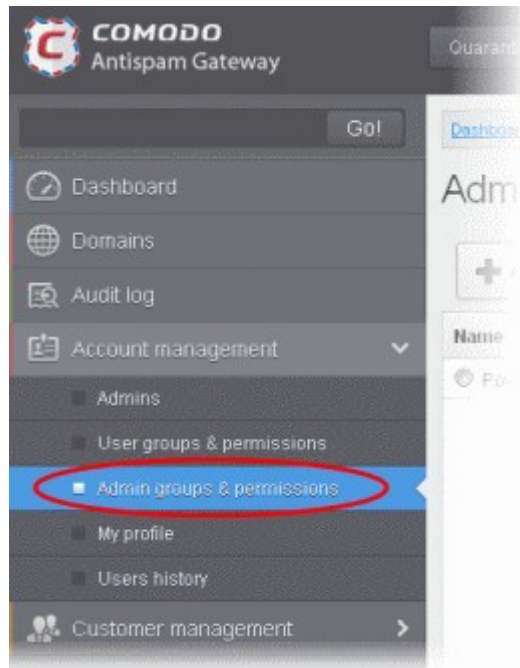 COMODO
Antispam Gateway
Go!
Dashboard
Domains
Audit log
Account management
Admins
User groups & permissions
Admin groups & permissions
My profile
Users history
Customer management
Name